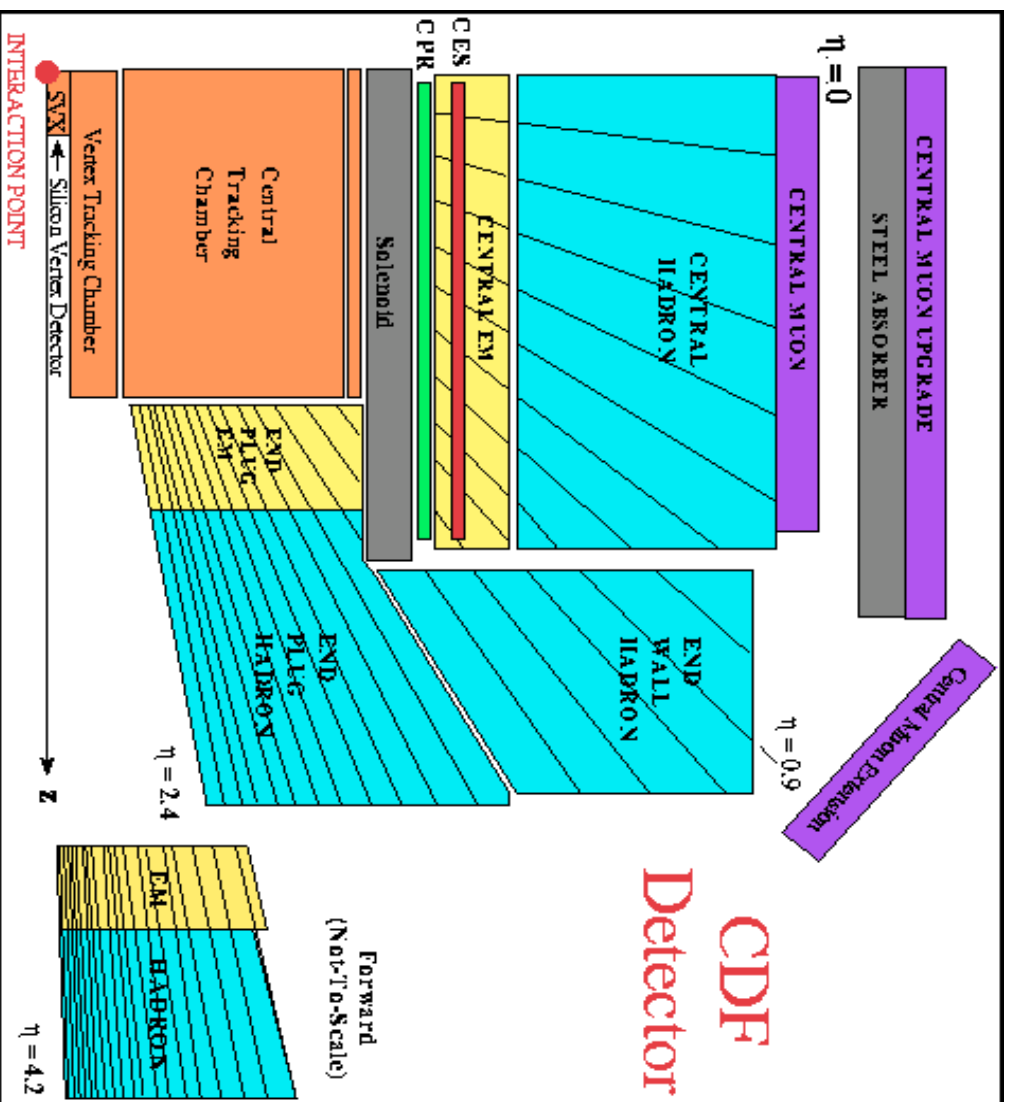 CDF
Detector
η = 0
CENTRAL MUON UPGRADE
STEEL ABSORBER
Central Muon Extension
CENTRAL MUON
CENTRAL
HADRON
η = 0.9
END
WALL
HADRON
CES
CPR
CENTRAL EM
Solenoid
Central
Tracking
Chamber
END
PLUG
EM
END
PLUG
HADRON
η = 2.4
Vertex Tracking Chamber
SVX
Silicon Vertex Detector
INTERACTION POINT
Z
Forward
(Not-To-Scale)
EM
HADRON
η = 4.2